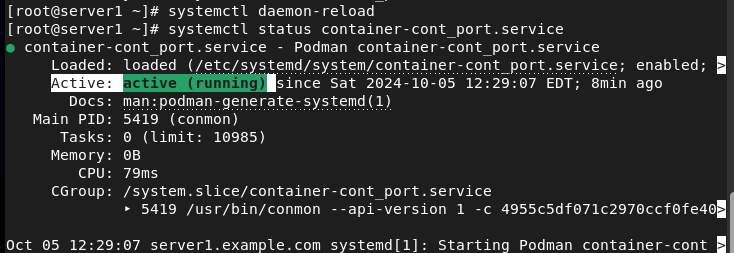 [root@server1 ~]# systemctl daemon-reload
[root@server1 ~]# systemctl status container-cont_port.service
● container-cont_port.service - Podman container-cont_port.service
Loaded: loaded (/etc/systemd/system/container-cont_port.service; enabled; >
Active: active (running) since Sat 2024-10-05 12:29:07 EDT; 8min ago
Docs: man:podman-generate-systemd(1)
Main PID: 5419 (conmon)
Tasks: 0 (limit: 10985)
Memory: 0B
CPU: 79ms
CGroup: /system.slice/container-cont_port.service
‣ 5419 /usr/bin/conmon --api-version 1 -c 4955c5df071c2970ccf0fe40>
Oct 05 12:29:07 server1.example.com systemd[1]: Starting Podman container-cont >